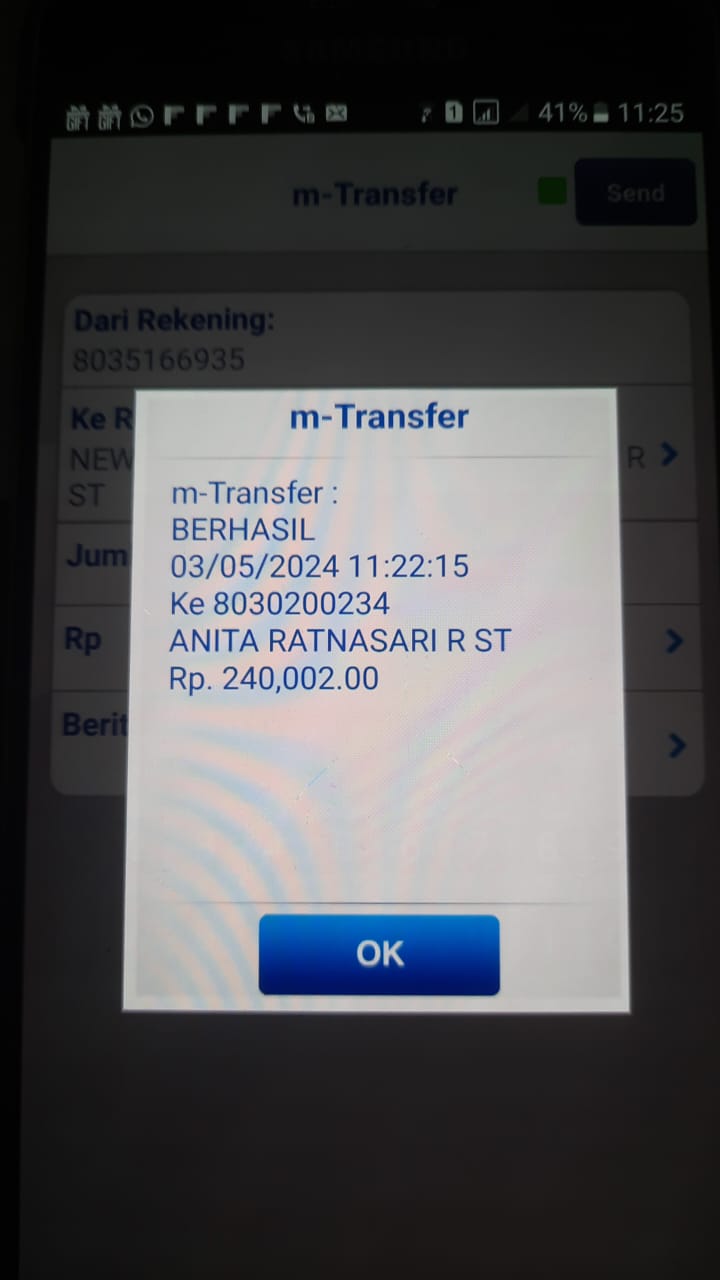 SAMSUNG
41% 11:25
m-Transfer
Send
Dari Rekening:
8035166935
Ke R
NEW
R
ST
Jum
Rp
Berit
m-Transfer
m-Transfer :
BERHASIL
03/05/2024 11:22:15
Ke 8030200234
ANITA RATNASARI R ST
Rp. 240,002.00
OK